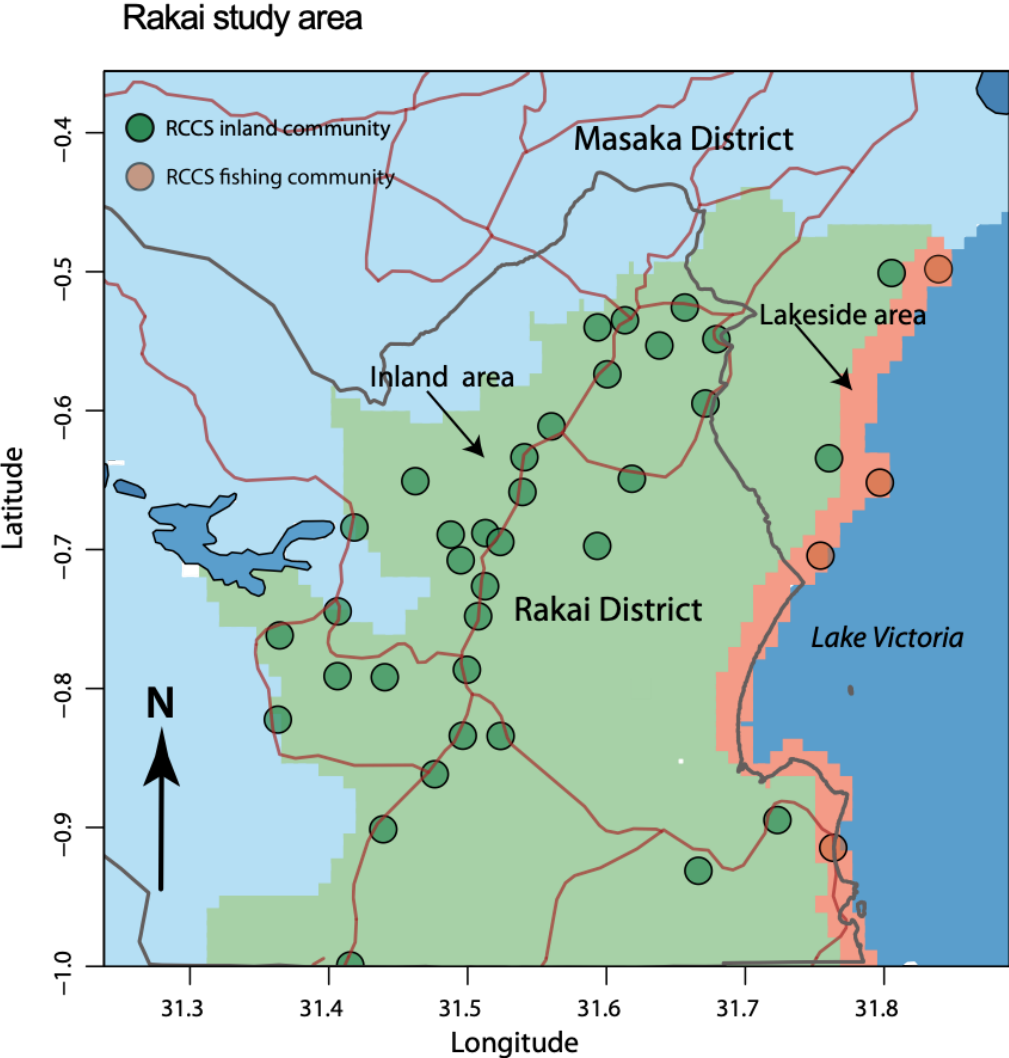 Rakai study area
RCCS inland community
RCCS fishing community
Masaka District
Lakeside area
Inland area
Rakai District
Lake Victoria
N
Latitude
−0.4
−0.5
−0.6
−0.7
−0.8
−0.9
−1.0
31.3
31.4
31.5
31.6
31.7
31.8
Longitude